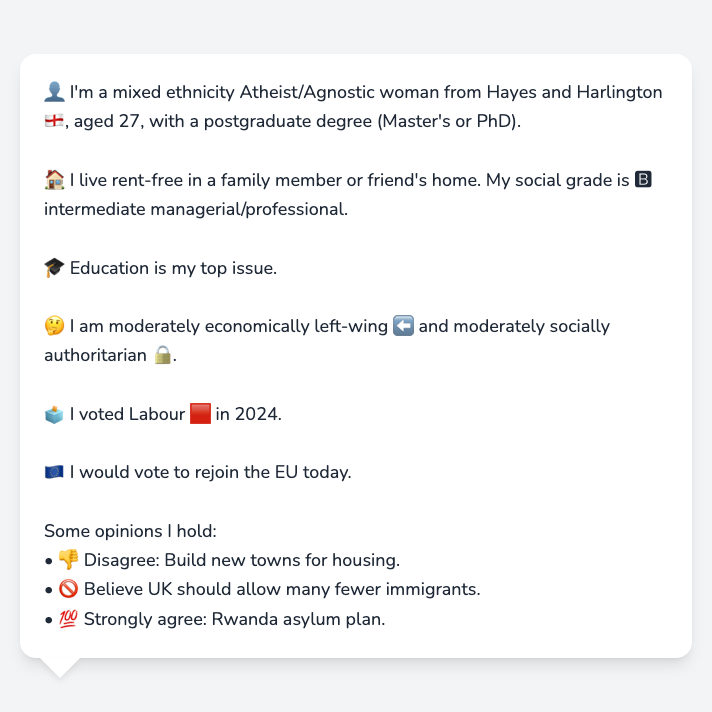 👤 I'm a mixed ethnicity Atheist/Agnostic woman from Hayes and Harlington
🏴󠁧󠁢󠁥󠁮󠁧󠁿, aged 27, with a postgraduate degree (Master's or PhD).
🏠 I live rent-free in a family member or friend's home. My social grade is 🅱
intermediate managerial/professional.
🎓 Education is my top issue.
🤔 I am moderately economically left-wing ⬅️ and moderately socially
authoritarian 🔒.
🗳️ I voted Labour 🟥 in 2024.
🇪🇺 I would vote to rejoin the EU today.
Some opinions I hold:
• 👎 Disagree: Build new towns for housing.
• 🚫 Believe UK should allow many fewer immigrants.
• 💯 Strongly agree: Rwanda asylum plan.